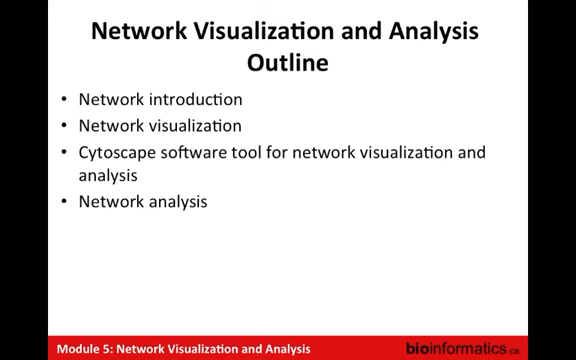 Network Visualization and Analysis
Outline
• Network introduction
• Network visualization
• Cytoscape software tool for network visualization and
analysis
• Network analysis
Module 5: Network Visualization and Analysis
bioinformatics.ca